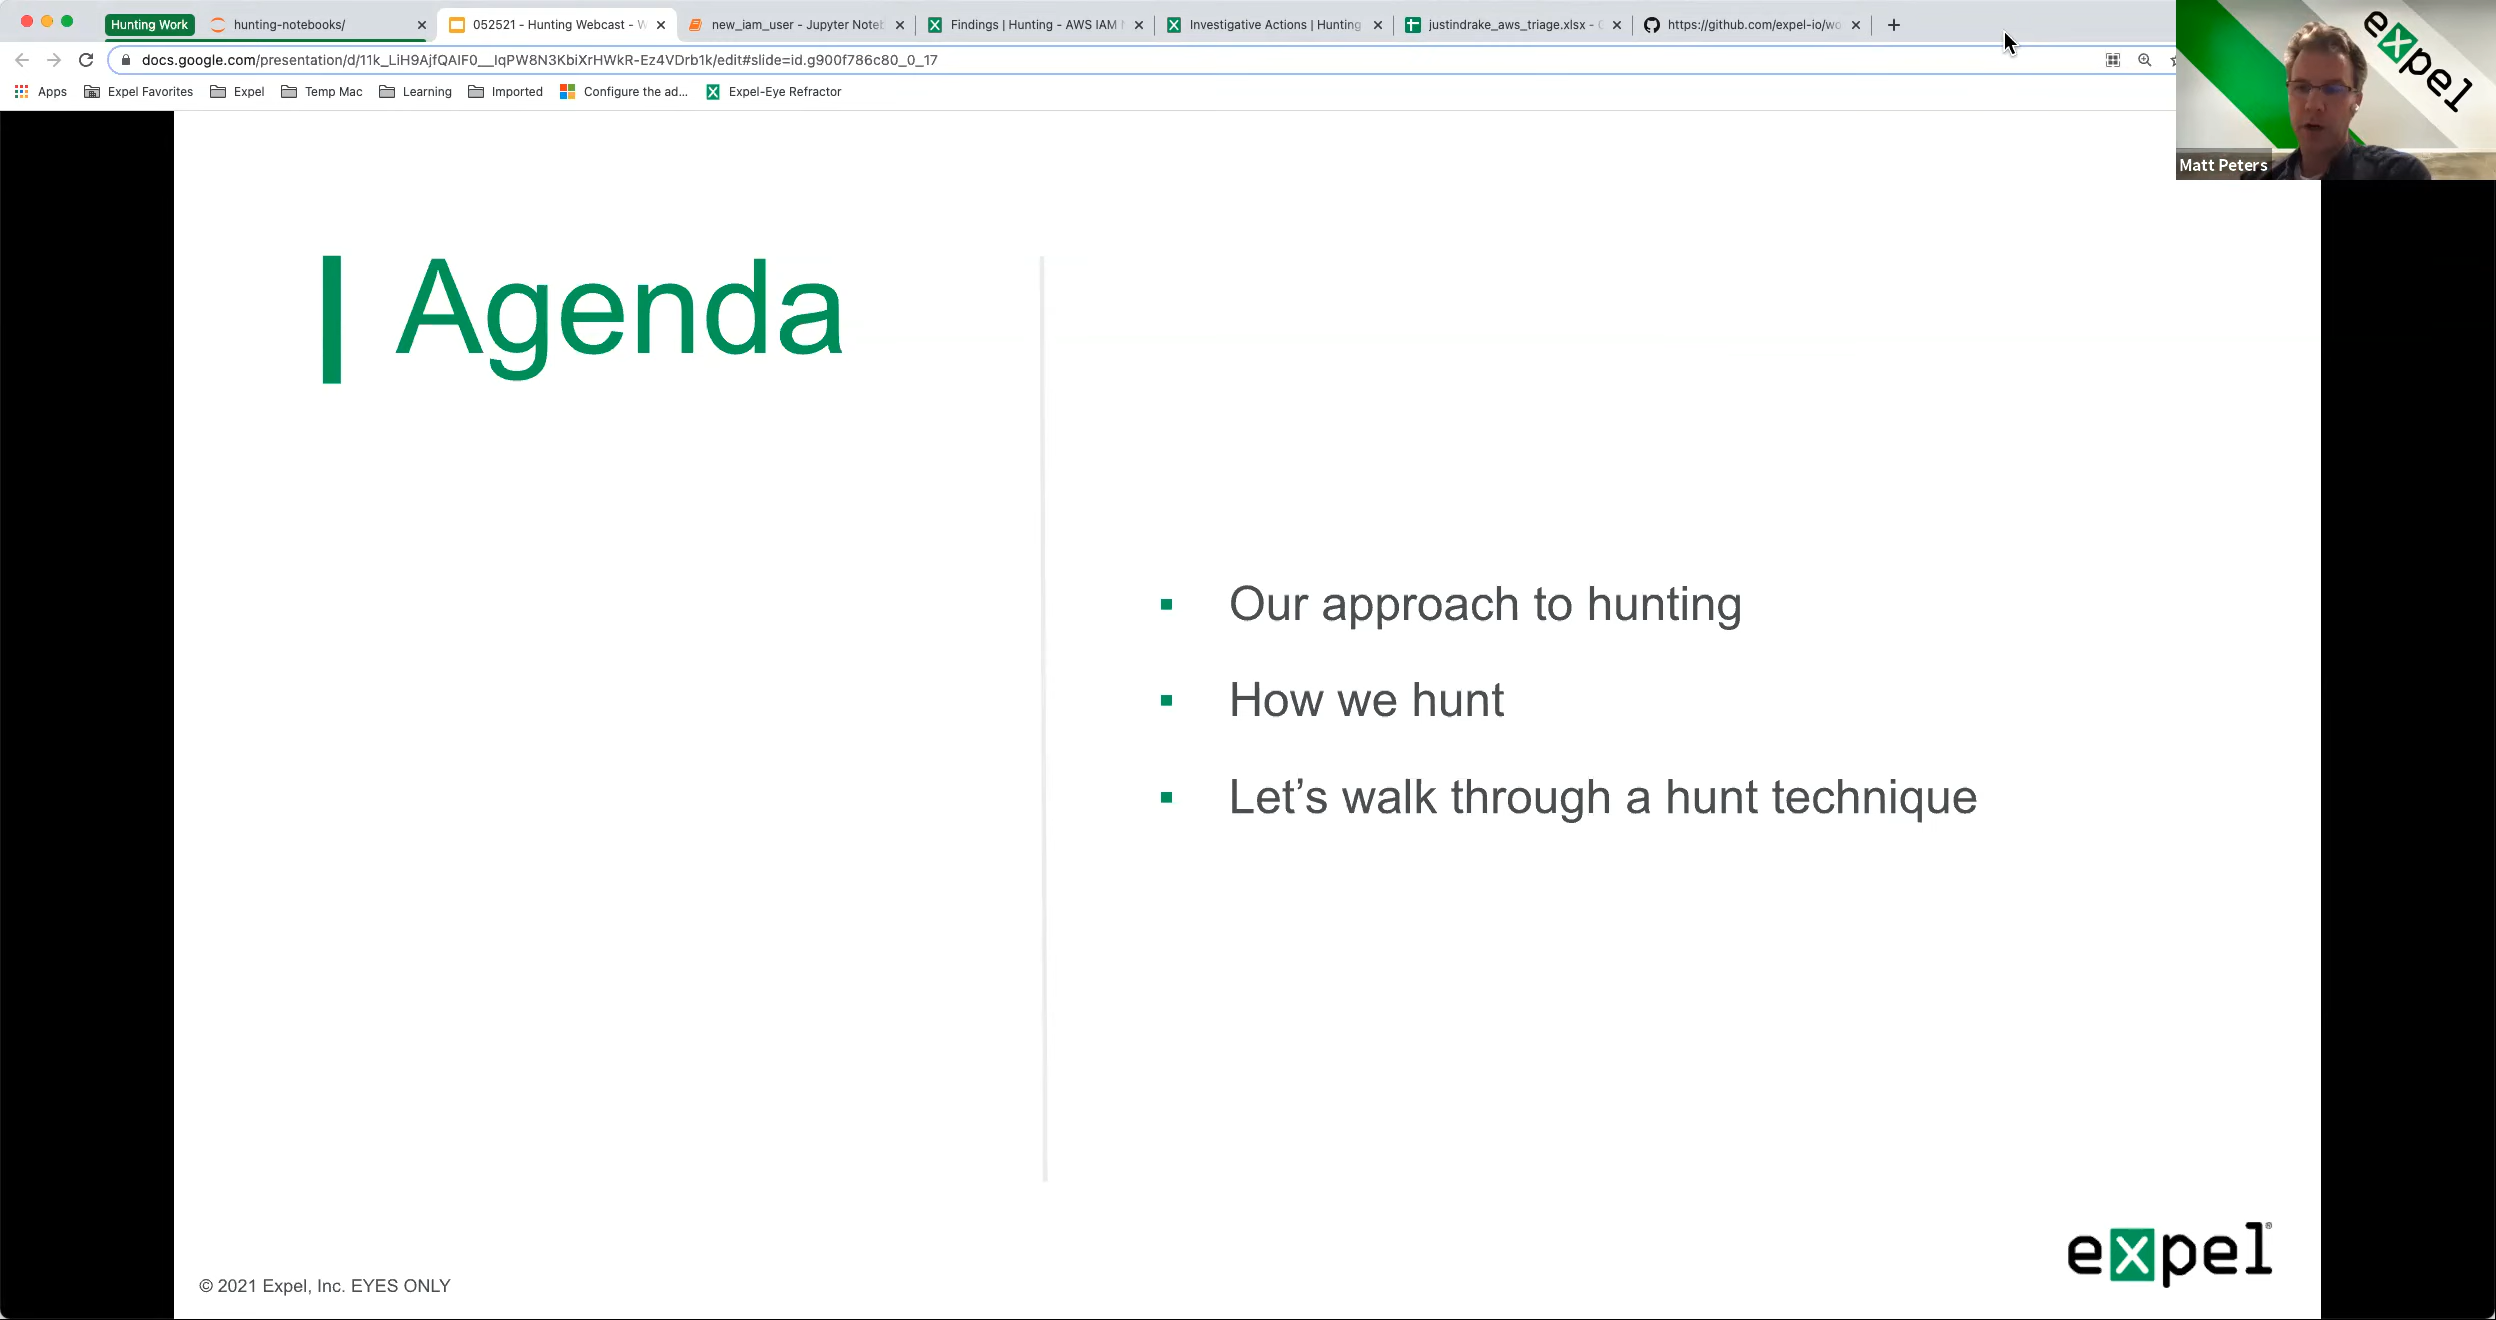 Hunting Work
hunting-notebooks/
052521 - Hunting Webcast -
new_iam_user - Jupyter Noteb
Findings | Hunting - AWS IAM
Investigative Actions | Hunting
justindrake_aws_triage.xlsx -
https://github.com/expel-io/wo
docs.google.com/presentation/d/11k_LiH9AjfQAIF0__IqPW8N3KbiXrHWkR-Ez4VDrb1k/edit#slide=id.g900f786c80_0_17
Apps
Expel Favorites
Expel
Temp Mac
Learning
Imported
Configure the ad...
Expel-Eye Refractor
expel
Matt Peters
Agenda
▪ Our approach to hunting
▪ How we hunt
▪ Let’s walk through a hunt technique
© 2021 Expel, Inc. EYES ONLY
expel®